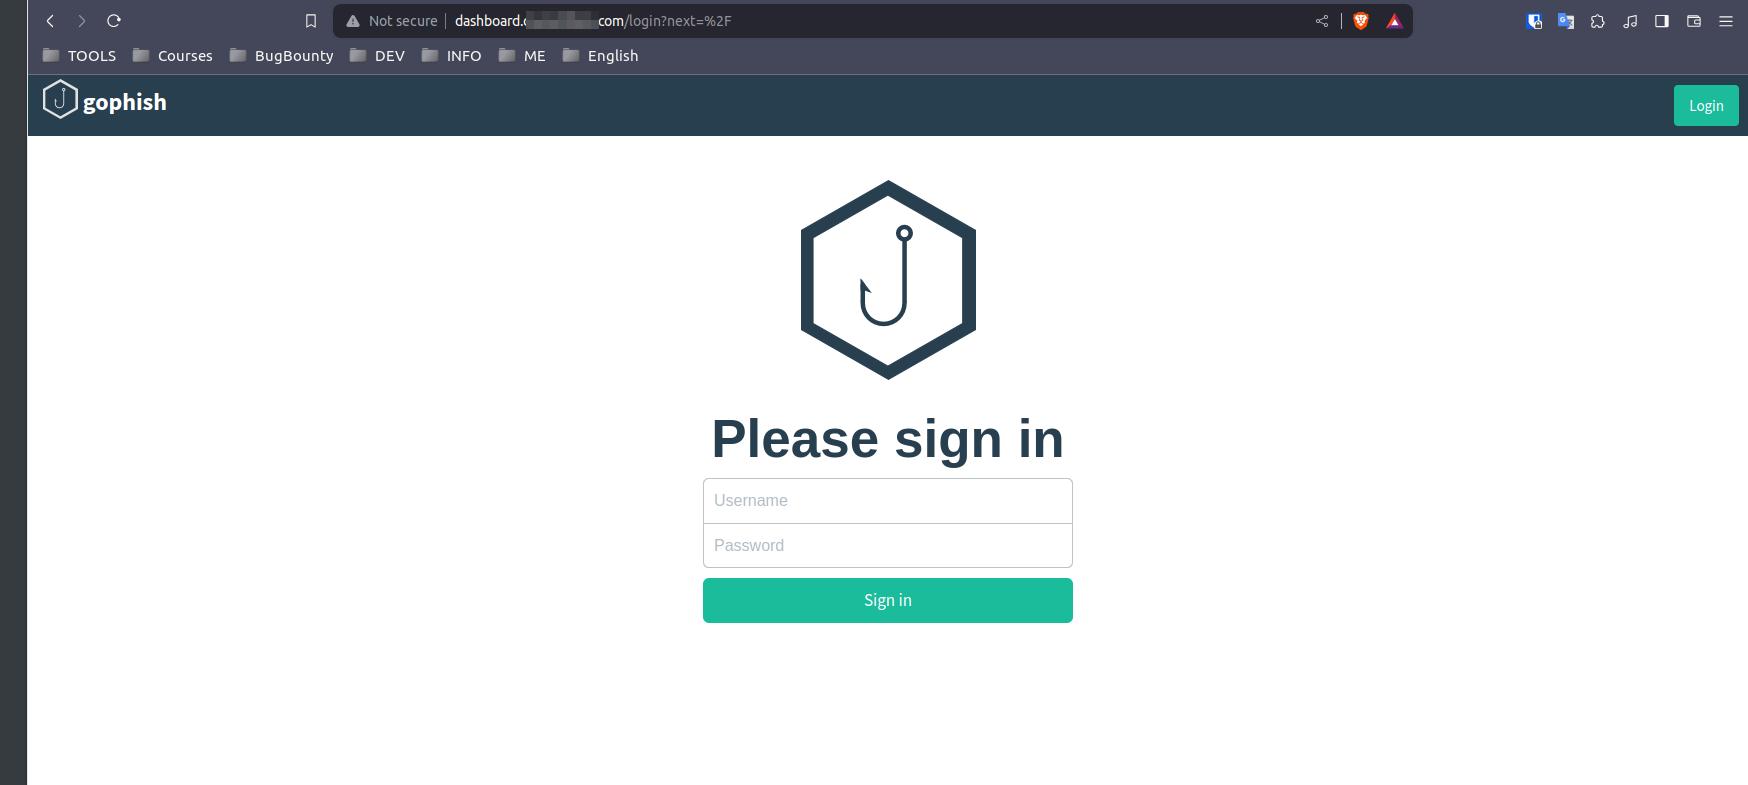 Not secure dashboard. com/login?next=%2F
TOOLS Courses BugBounty DEV INFO ME English
gophish Login
Please sign in
Username
Password
Sign in